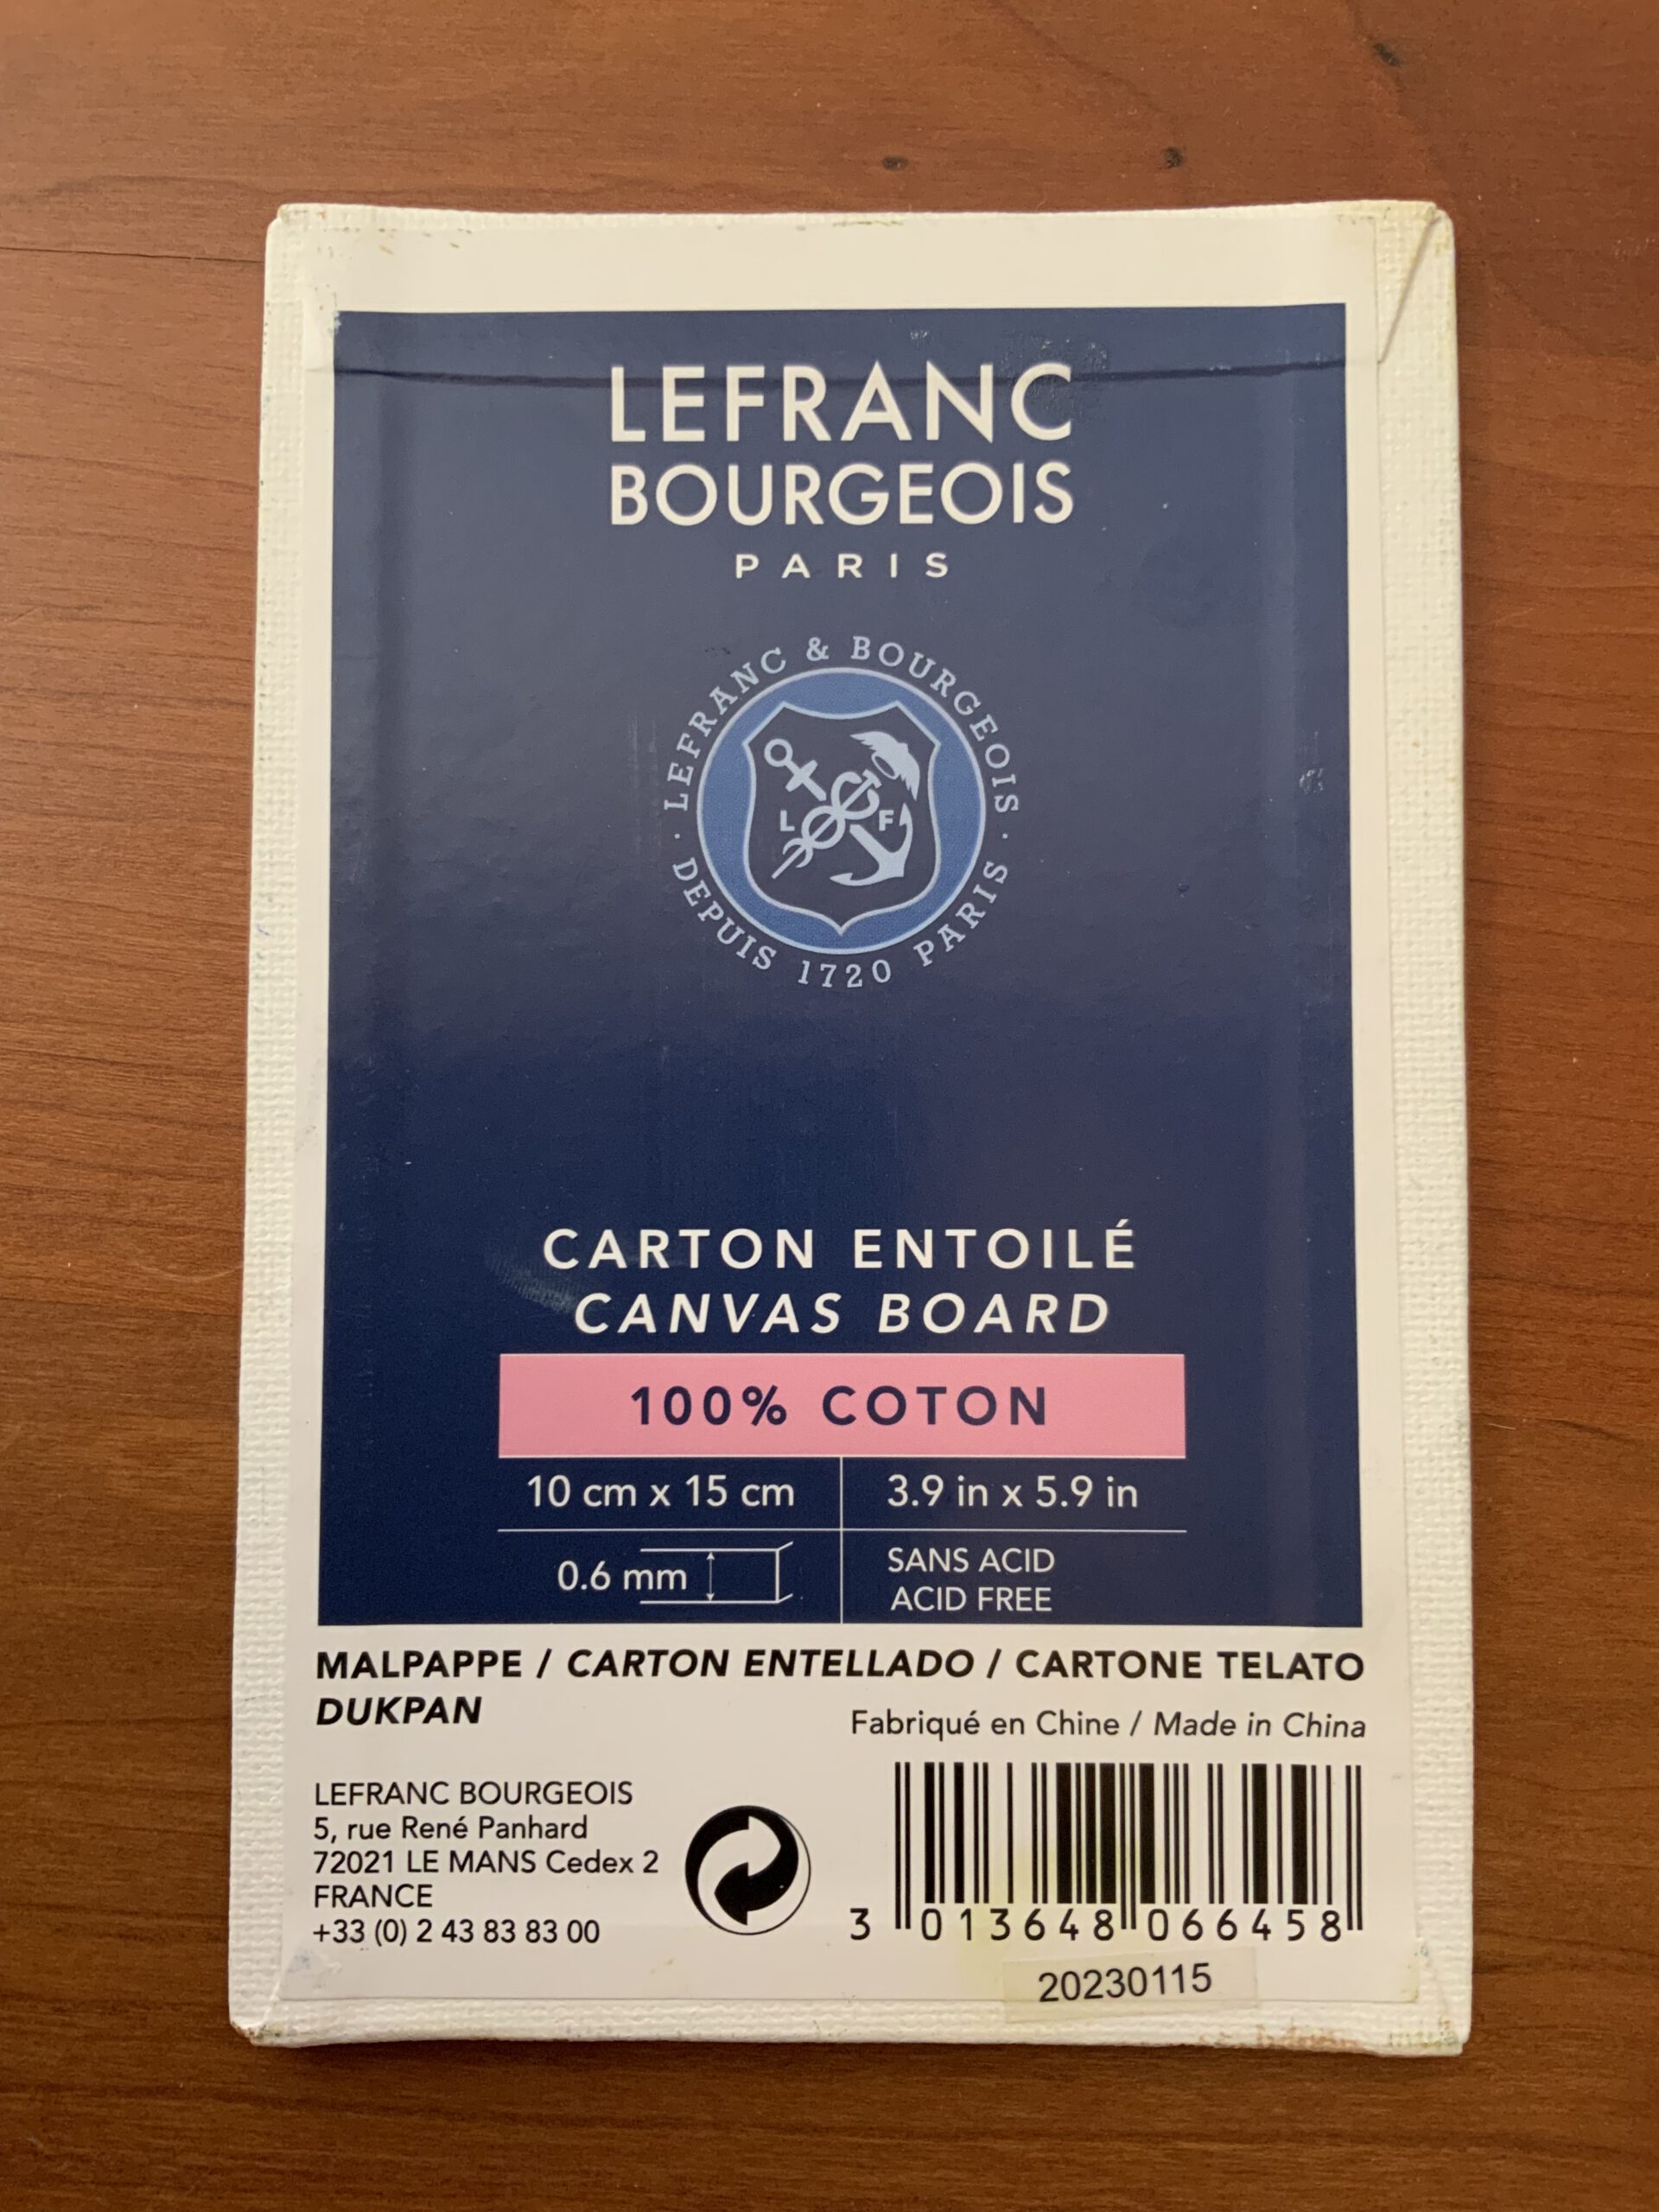 LEFRANC
BOURGEOIS
PARIS
LEFRANC & BOURGEOIS
L F
· DEPUIS 1720 PARIS ·
CARTON ENTOILÉ
CANVAS BOARD
100% COTON
10 cm x 15 cm 3.9 in x 5.9 in
0.6 mm
SANS ACID
ACID FREE
MALPAPPE / CARTON ENTELLADO / CARTONE TELATO
DUKPAN
Fabriqué en Chine / Made in China
LEFRANC BOURGEOIS
5, rue René Panhard
72021 LE MANS Cedex 2
FRANCE
+33 (0) 2 43 83 83 00
3 013648 066458
20230115